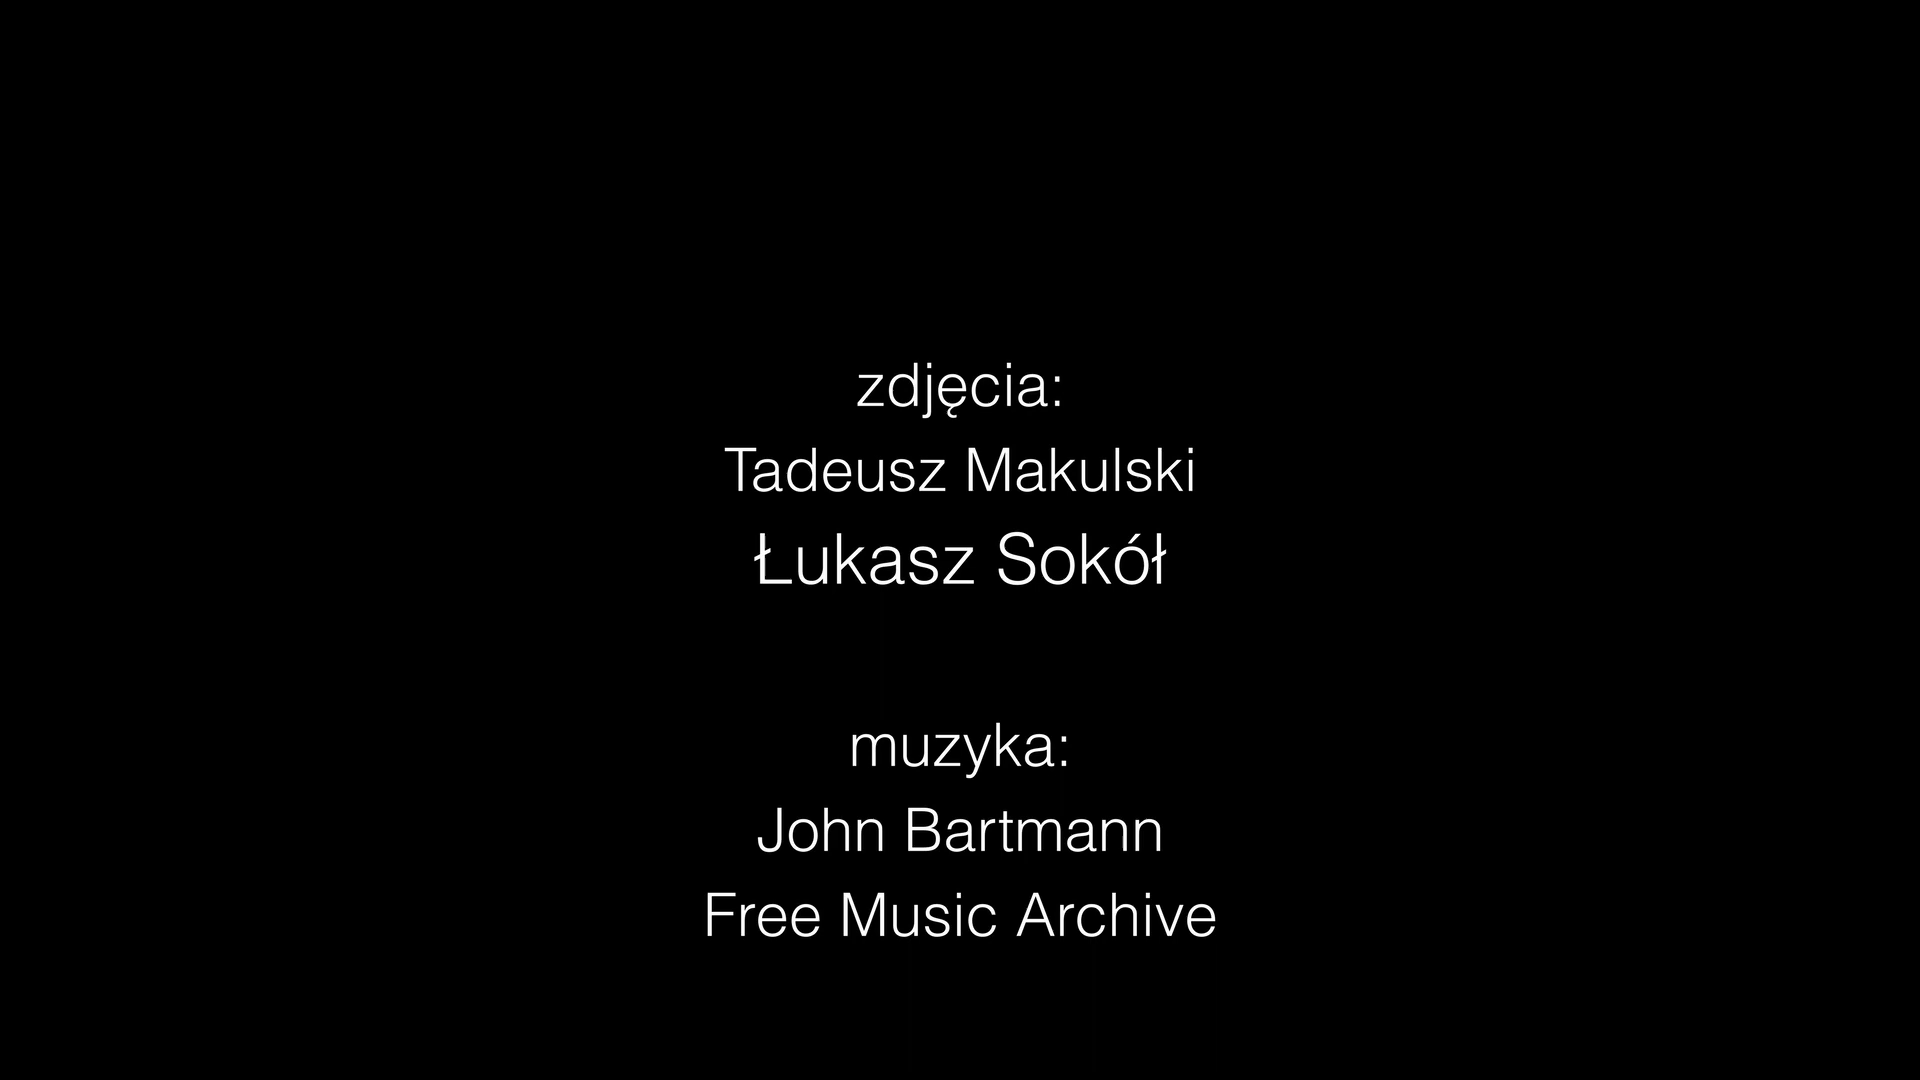 zdjęcia:
Tadeusz Makulski
Łukasz Sokół
muzyka:
John Bartmann
Free Music Archive